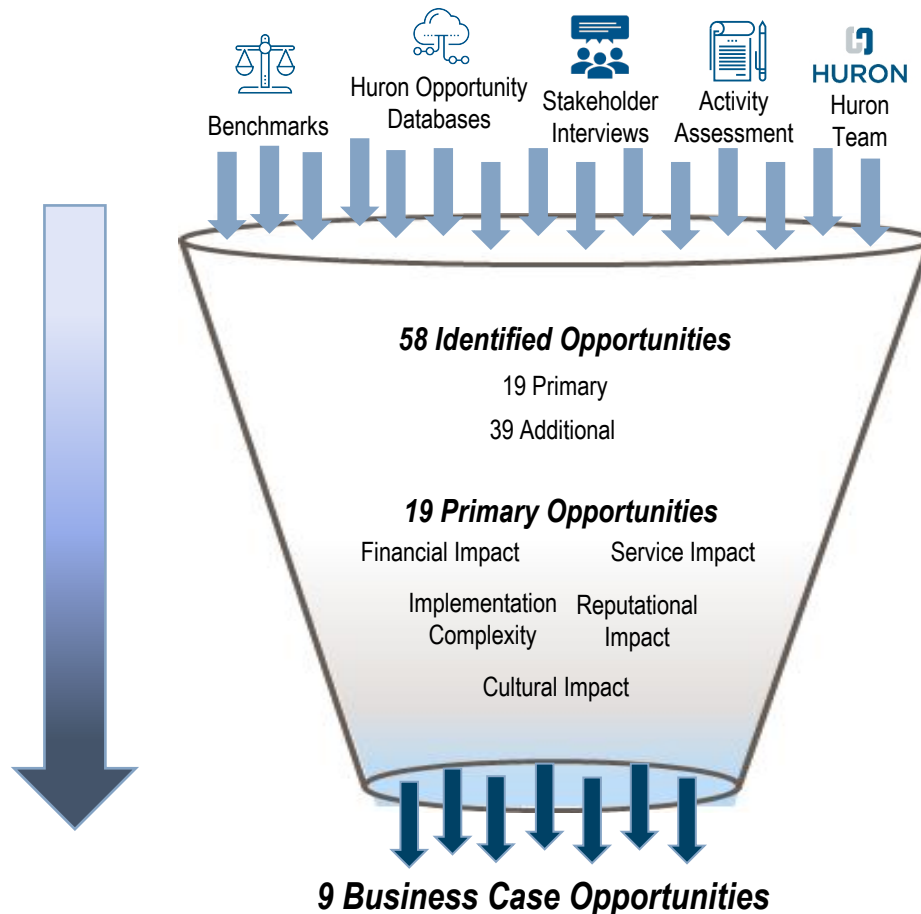 Benchmarks
Huron Opportunity
Databases
Stakeholder
Interviews
Activity
Assessment
HURON
Huron
Team
58 Identified Opportunities
19 Primary
39 Additional
19 Primary Opportunities
Financial Impact
Service Impact
Implementation
Complexity
Reputational
Impact
Cultural Impact
9 Business Case Opportunities